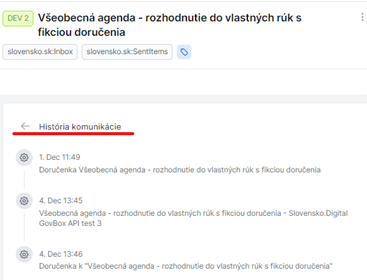 DEV 2 Všeobecná agenda - rozhodnutie do vlastných rúk s
fikciou doručenia
slovensko.sk:Inbox slovensko.sk:SentItems
História komunikácie
1. Dec 11:49
Doručenka Všeobecná agenda - rozhodnutie do vlastných rúk s fikciou doručenia
4. Dec 13:45
Všeobecná agenda - rozhodnutie do vlastných rúk s fikciou doručenia - Slovensko.Digital
GovBox API test 3
4. Dec 13:46
Doručenka k "Všeobecná agenda - rozhodnutie do vlastných rúk s fikciou doručenia"